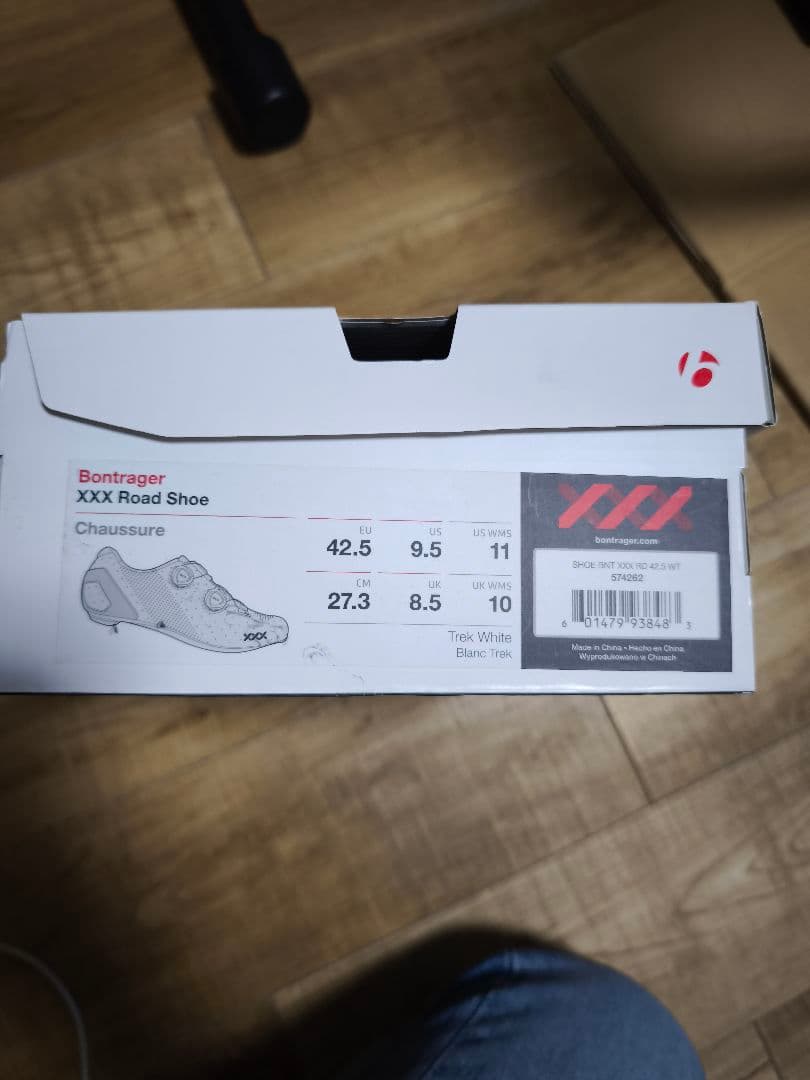 Bontrager
XXX Road Shoe
Chaussure
EU
42.5
US
9.5
US WMS
11
CM
27.3
UK
8.5
UK WMS
10
XXX
Trek White
Blanc Trek
XXX
bontrager.com
SHOE BNT XXX RD 42.5 WT
574262
6 01479 93848 3
Made in China • Hecho en China
Wyprodukowano w Chinach